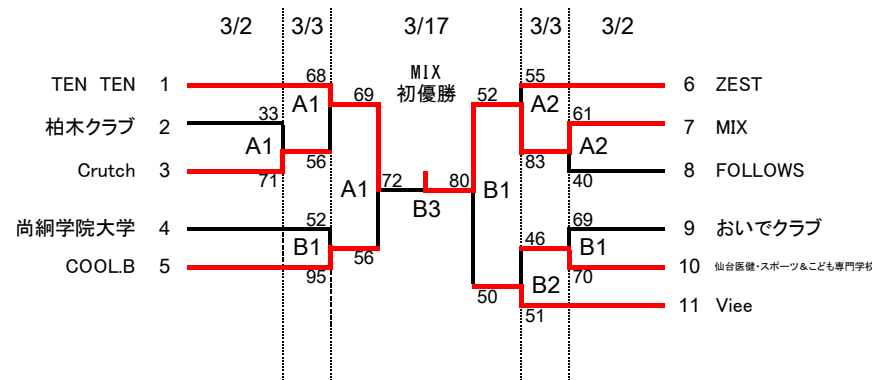 3/2 3/3 3/17 3/3 3/2
MIX
初優勝
TEN TEN 1 68 69 52 55 6 ZEST
A1 A2
柏木クラブ 2 33 61 7 MIX
A1 A2
Crutch 3 71 56 83 40 8 FOLLOWS
A1 72 80 B1
B3
尚絅学院大学 4 52 69 9 おいでクラブ
B1 56 46 B1
COOL.B 5 95 70 10 仙台医健・スポーツ&こども専門学校
B2
50 51 11 Viee